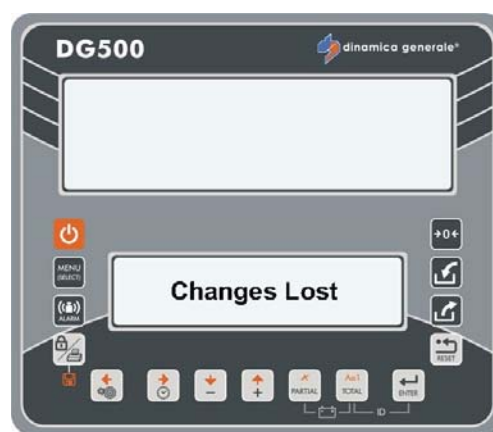 DG500
dinamica generale®
→0←
MENU
(SELECT)
Changes Lost
ALARM
RESET
−
+
PARTIAL
TOTAL
ENTER
ID